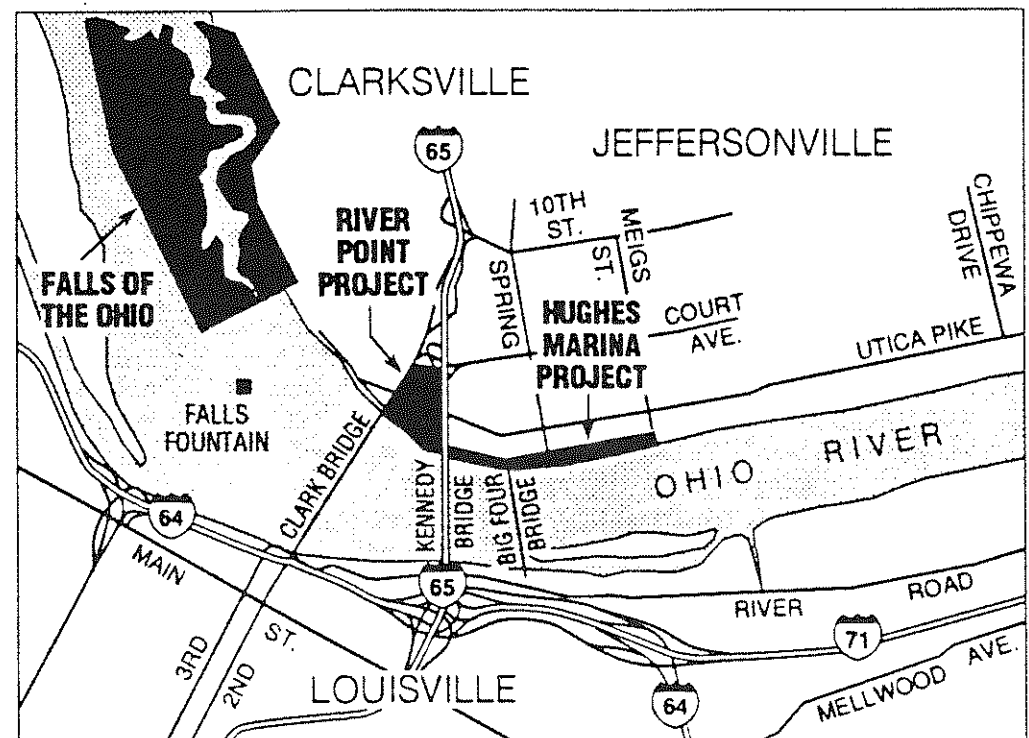 CLARKSVILLE
JEFFERSONVILLE
65
10TH
ST.
MEIGS
ST.
CHIPPEWA
DRIVE
RIVER
POINT
PROJECT
SPRING
FALLS OF
THE OHIO
HUGHES
MARINA
PROJECT
COURT
AVE.
UTICA PIKE
FALLS
FOUNTAIN
CLARK BRIDGE
KENNEDY
BRIDGE
BIG FOUR
BRIDGE
OHIO RIVER
64
MAIN
ST.
65
RIVER ROAD
71
3RD
2ND
LOUISVILLE
64
MELLWOOD AVE.